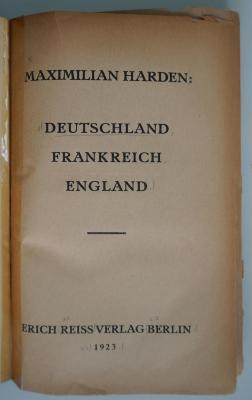 MAXIMILIAN HARDEN:
DEUTSCHLAND
FRANKREICH
ENGLAND
ERICH REISS VERLAG BERLIN
1923